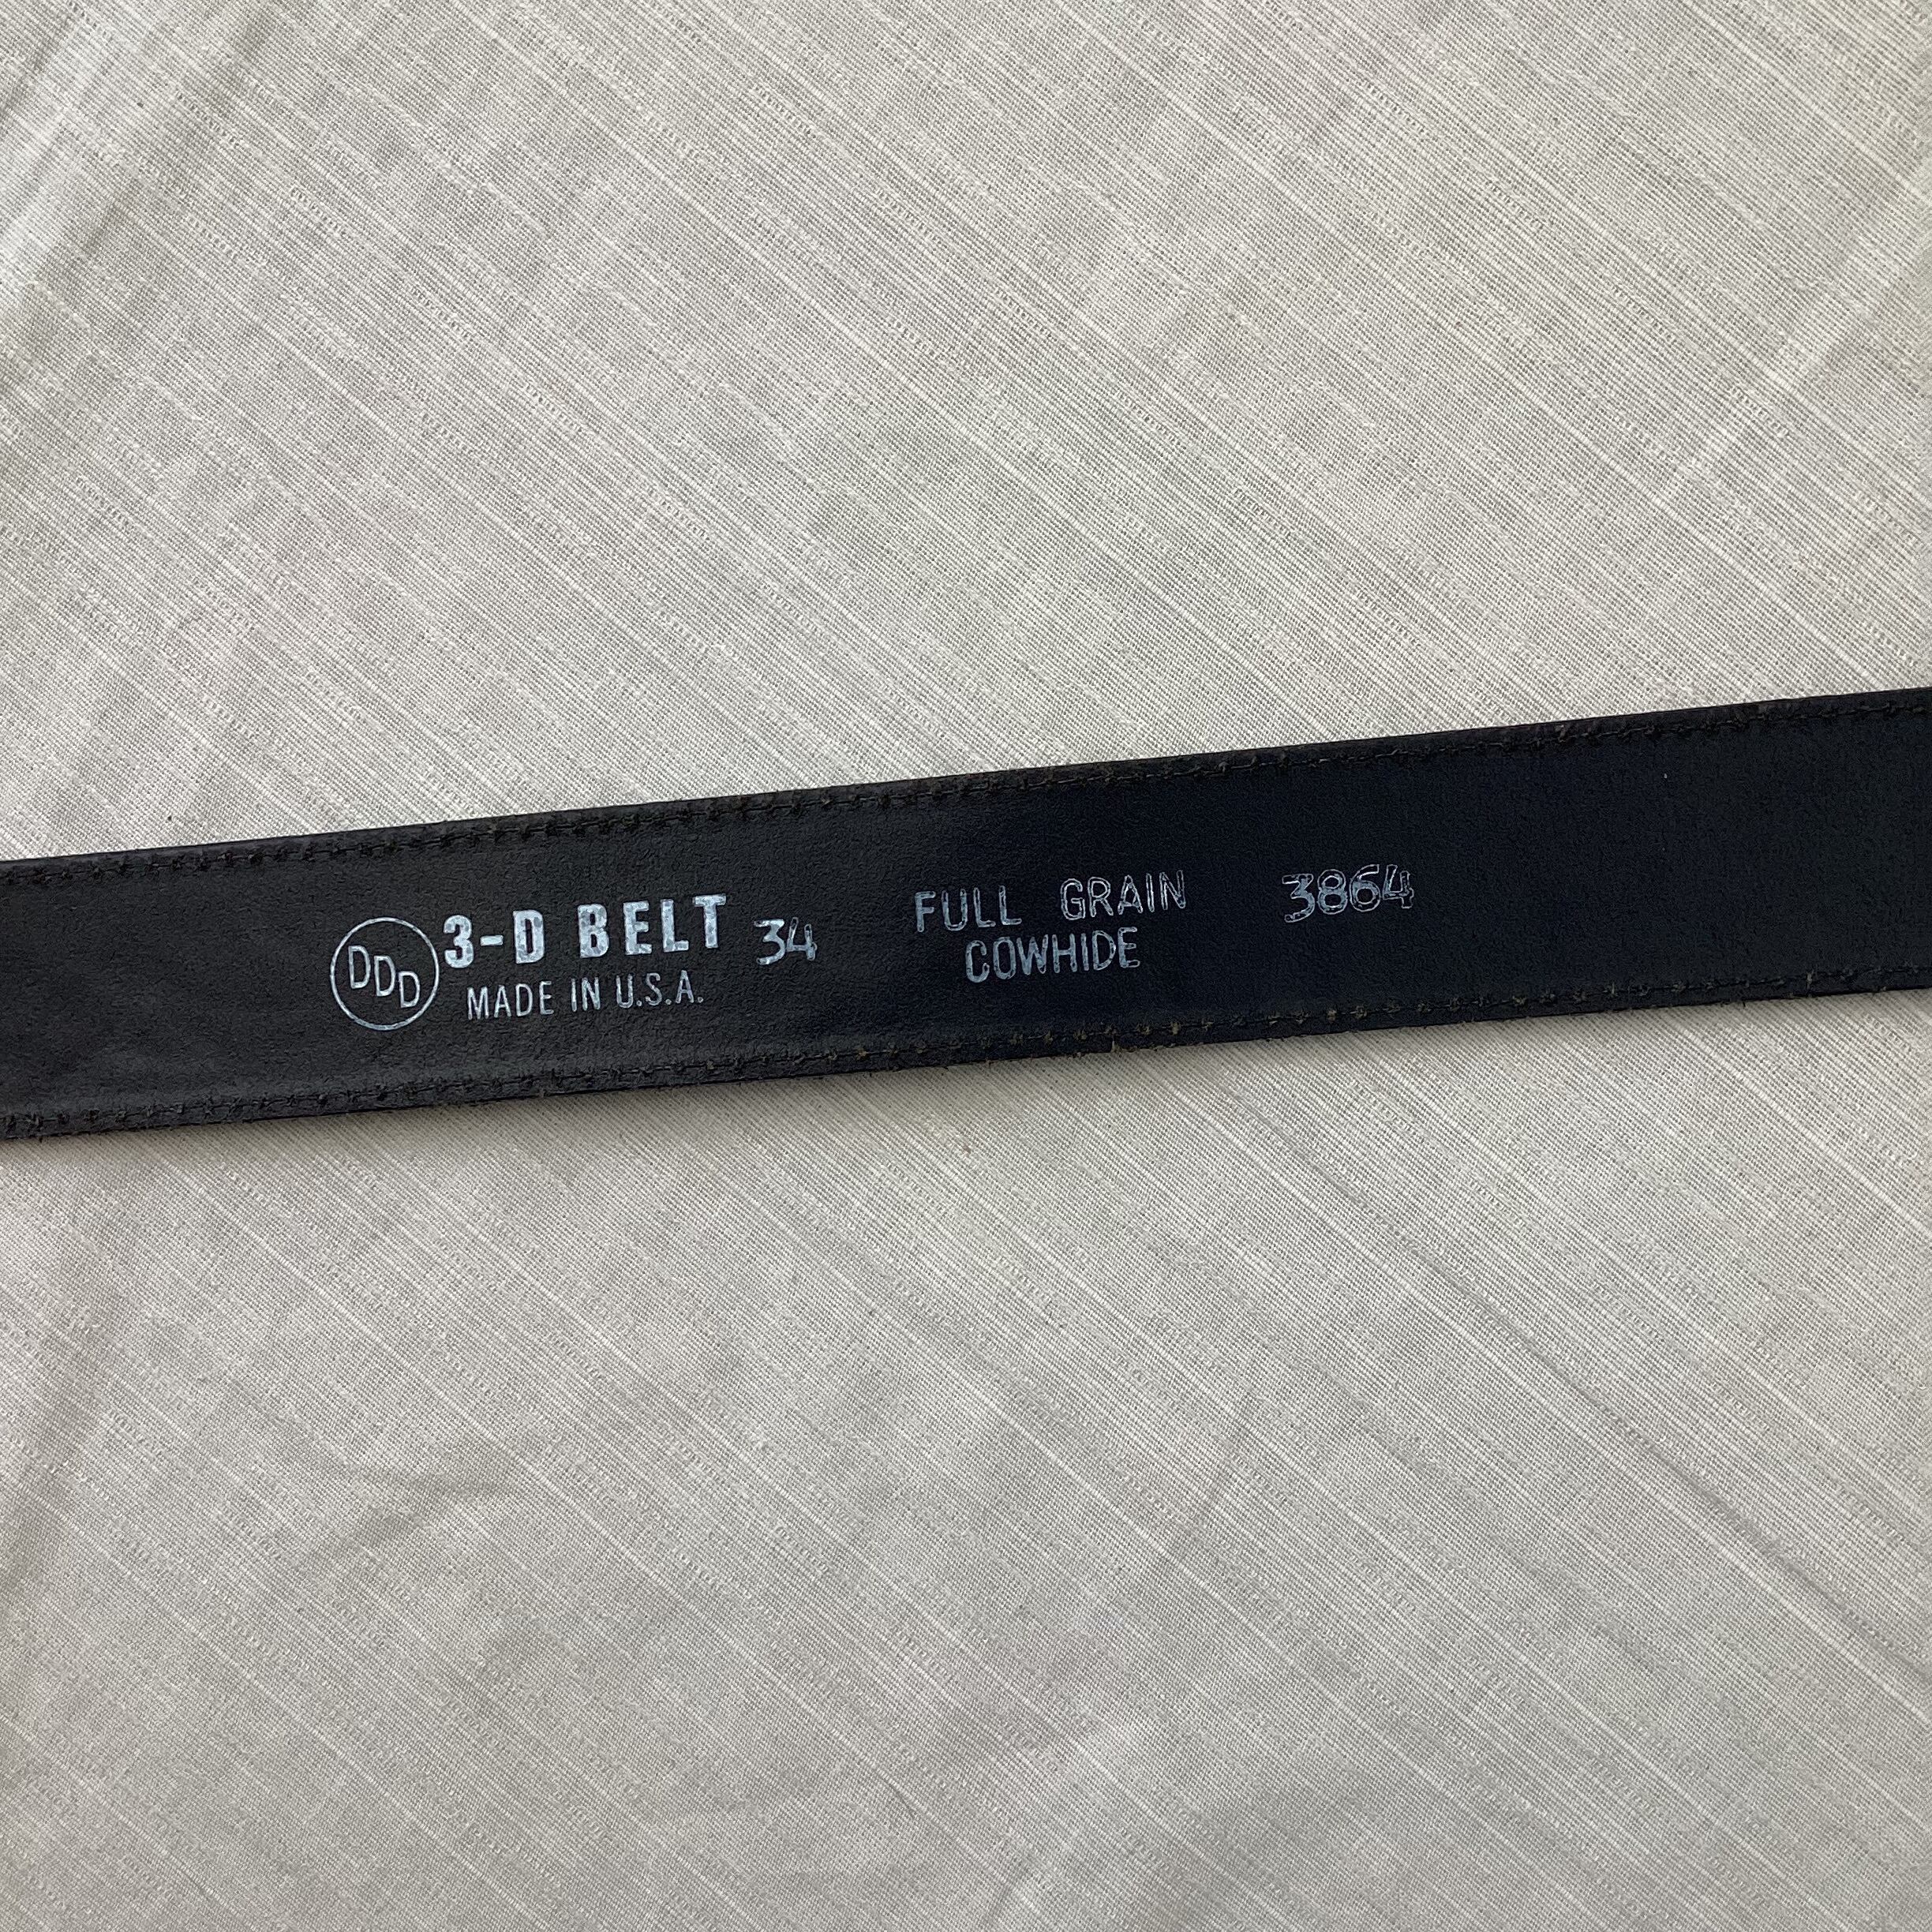 DDD
3-D BELT 34
MADE IN U.S.A.
FULL GRAIN
COWHIDE
3864